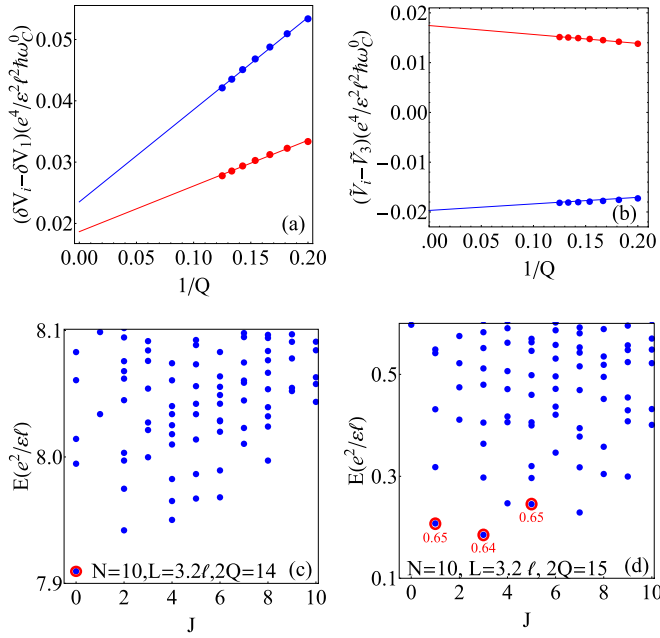 (δVᵢ−δV₁)(e⁴/ε²ℓ²ħω_C⁰)
0.05
0.04
0.03
0.02
(a)
0.00 0.05 0.10 0.15 0.20
1/Q
(Ṽᵢ−Ṽ₃)(e⁴/ε²ℓ²ħω_C⁰)
0.02
0.01
0.00
−0.01
−0.02
(b)
.00 0.05 0.10 0.15 0.20
1/Q
E(e²/εℓ)
8.1
8.0
7.9
N=10,L=3.2ℓ,2Q=14 (c)
0 2 4 6 8 10
J
E(e²/εℓ)
0.5
0.3
0.1
0.65
0.64
0.65
N=10, L=3.2 ℓ, 2Q=15 (d)
0 2 4 6 8 10
J